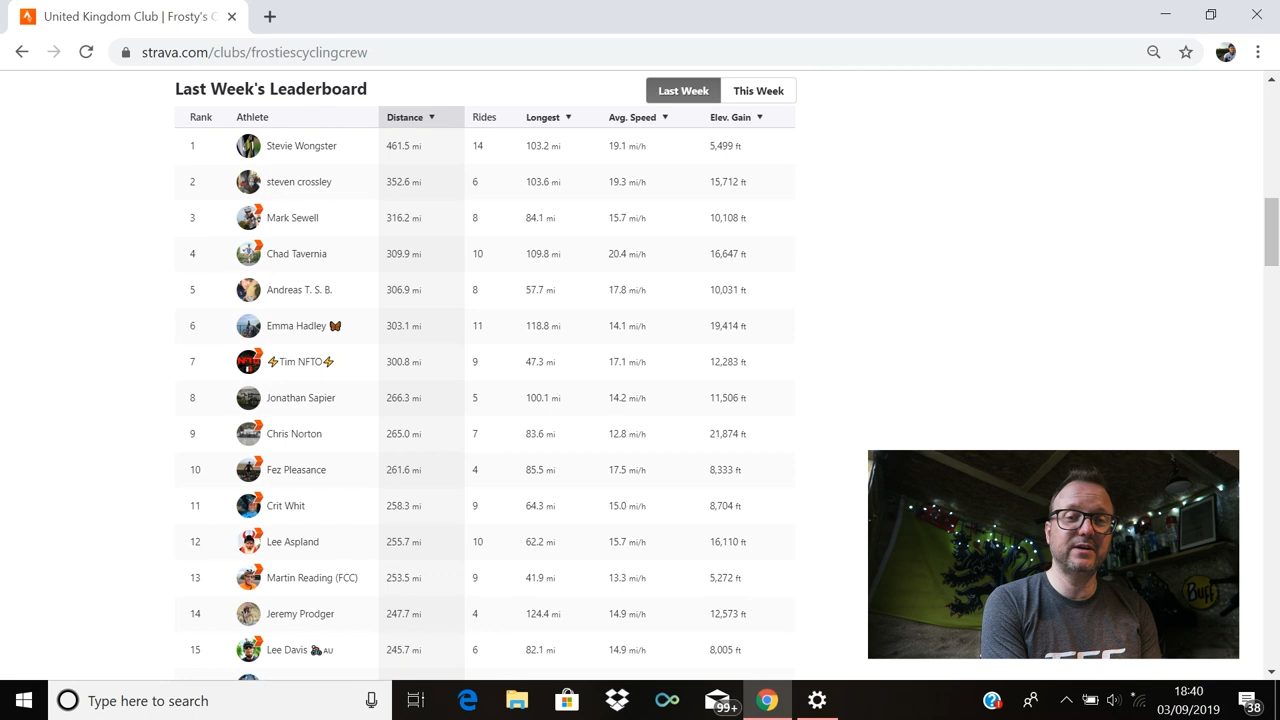 United Kingdom Club | Frosty's C
strava.com/clubs/frostiescyclingcrew
Last Week's Leaderboard
Last Week This Week
Rank Athlete Distance Rides Longest Avg. Speed Elev. Gain
1 Stevie Wongster 461.5 mi 14 103.2 mi 19.1 mi/h 5,499 ft
2 steven crossley 352.6 mi 6 103.6 mi 19.3 mi/h 15,712 ft
3 Mark Sewell 316.2 mi 8 84.1 mi 15.7 mi/h 10,108 ft
4 Chad Tavernia 309.9 mi 10 109.8 mi 20.4 mi/h 16,647 ft
5 Andreas T. S. B. 306.9 mi 8 57.7 mi 17.8 mi/h 10,031 ft
6 Emma Hadley 🦋 303.1 mi 11 118.8 mi 14.1 mi/h 19,414 ft
7 ⚡Tim NFTO⚡ 300.8 mi 9 47.3 mi 17.1 mi/h 12,283 ft
8 Jonathan Sapier 266.3 mi 5 100.1 mi 14.2 mi/h 11,506 ft
9 Chris Norton 265.0 mi 7 83.6 mi 12.8 mi/h 21,874 ft
10 Fez Pleasance 261.6 mi 4 85.5 mi 17.5 mi/h 8,333 ft
11 Crit Whit 258.3 mi 9 64.3 mi 15.0 mi/h 8,704 ft
12 Lee Aspland 255.7 mi 10 62.2 mi 15.7 mi/h 16,110 ft
13 Martin Reading (FCC) 253.5 mi 9 41.9 mi 13.3 mi/h 5,272 ft
14 Jeremy Prodger 247.7 mi 4 124.4 mi 14.9 mi/h 12,573 ft
15 Lee Davis 🚵AU 245.7 mi 6 82.1 mi 14.9 mi/h 8,005 ft
Buff
Type here to search
99+
18:40
03/09/2019
38